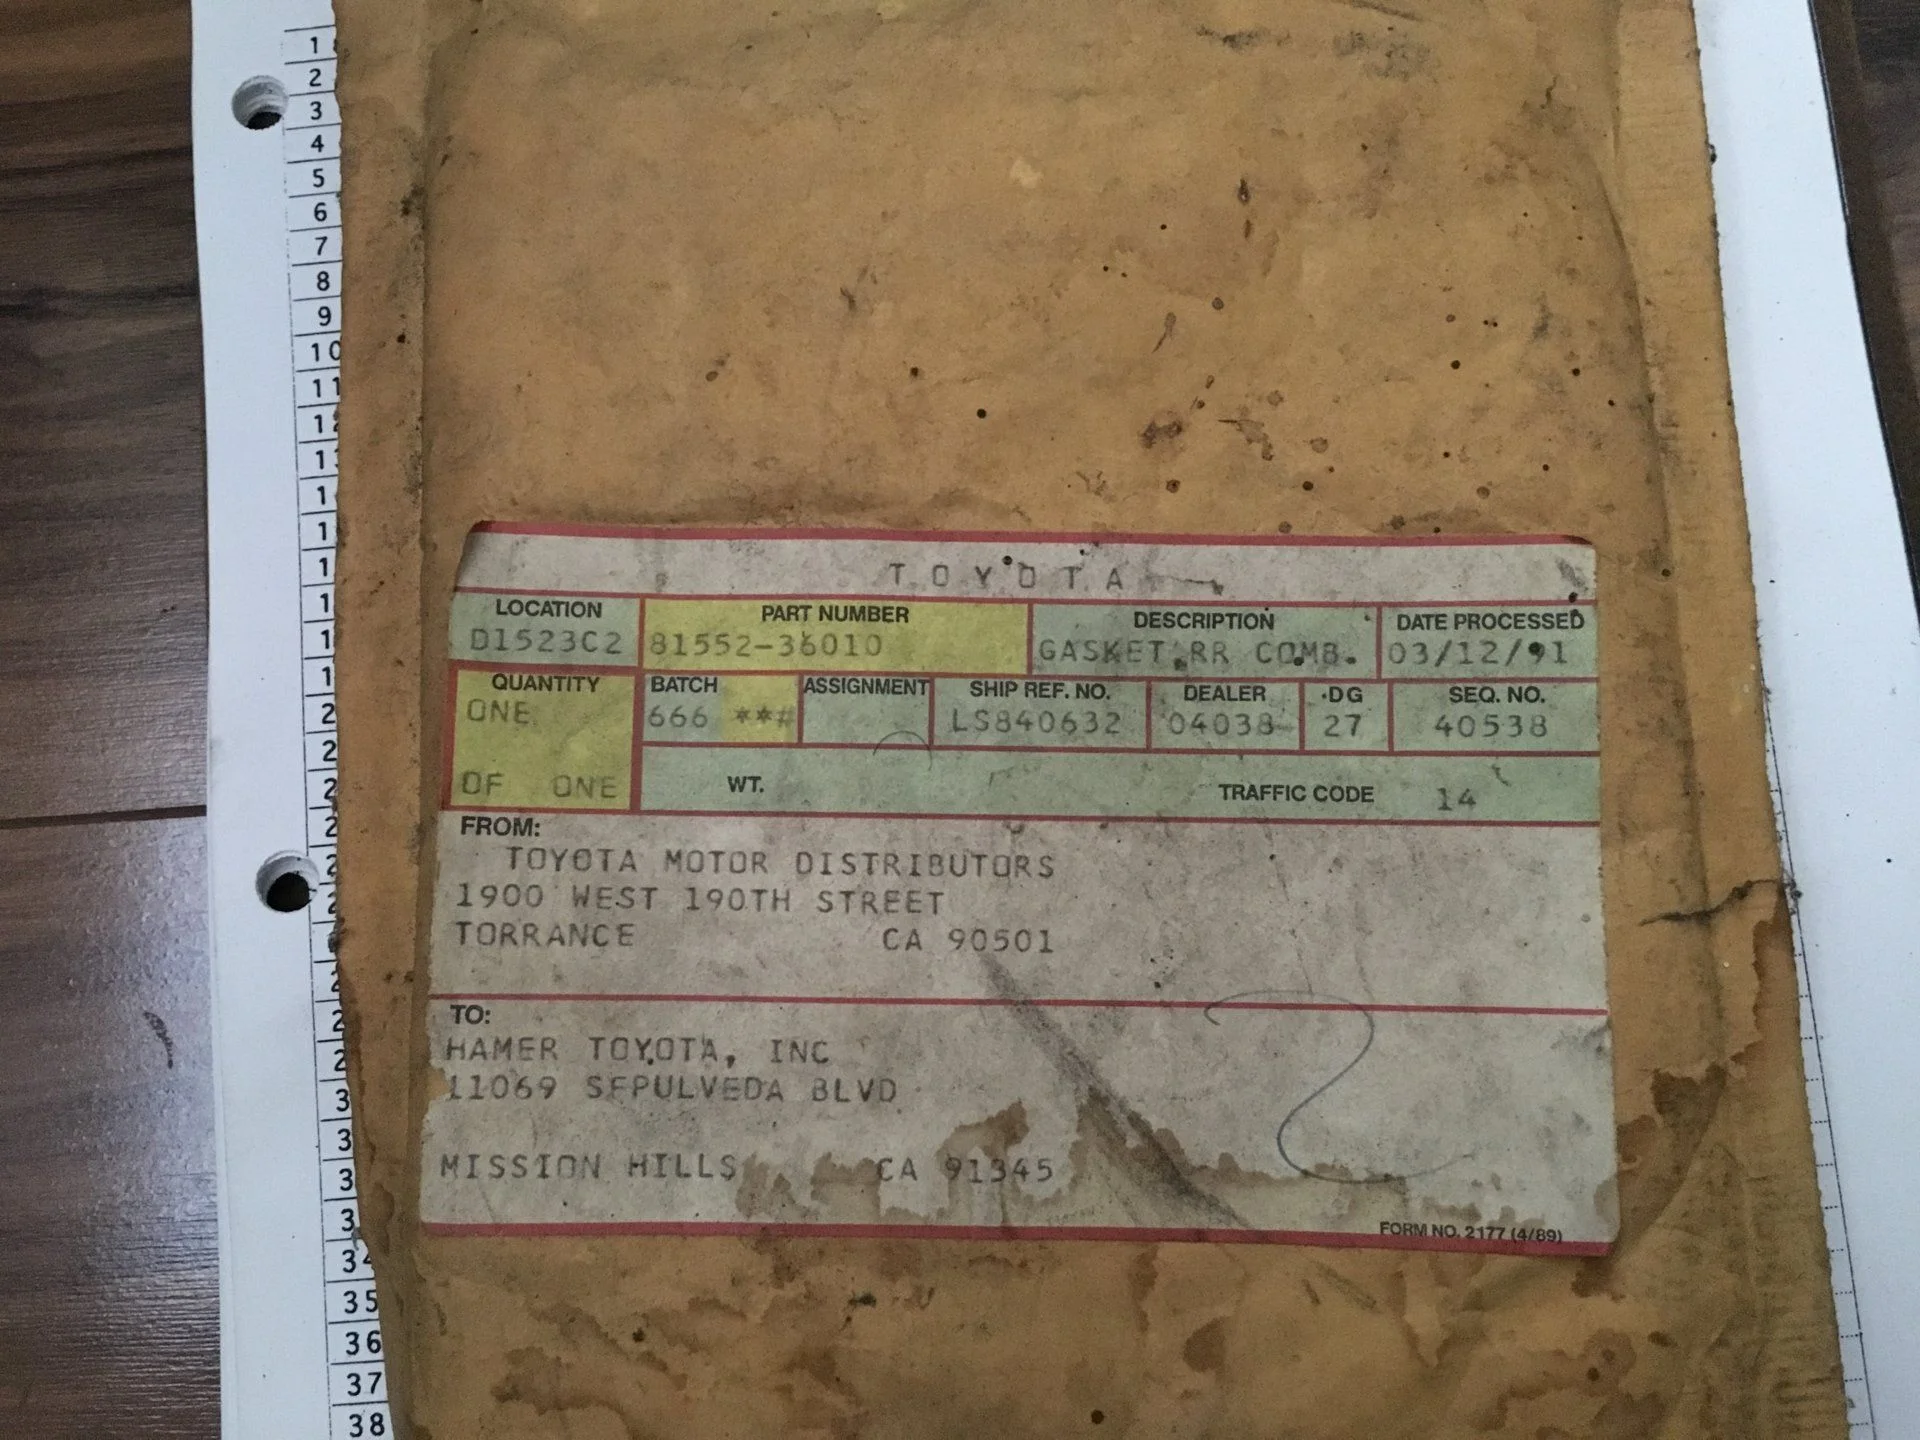 1
2
3
4
5
6
7
8
9
10
11
TOYOTA
LOCATION PART NUMBER DESCRIPTION DATE PROCESSED
D1523C2 81552-36010 GASKET,RR COMB. 03/12/91
QUANTITY BATCH ASSIGNMENT SHIP REF. NO. DEALER DG SEQ. NO.
ONE 666 **# LS840632 04038 27 40538
OF ONE WT. TRAFFIC CODE 14
FROM:
TOYOTA MOTOR DISTRIBUTORS
1900 WEST 190TH STREET
TORRANCE CA 90501
TO:
HAMER TOYOTA, INC
11069 SEPULVEDA BLVD
MISSION HILLS CA 91345
FORM NO. 2177 (4/89)
34
35
36
37
38